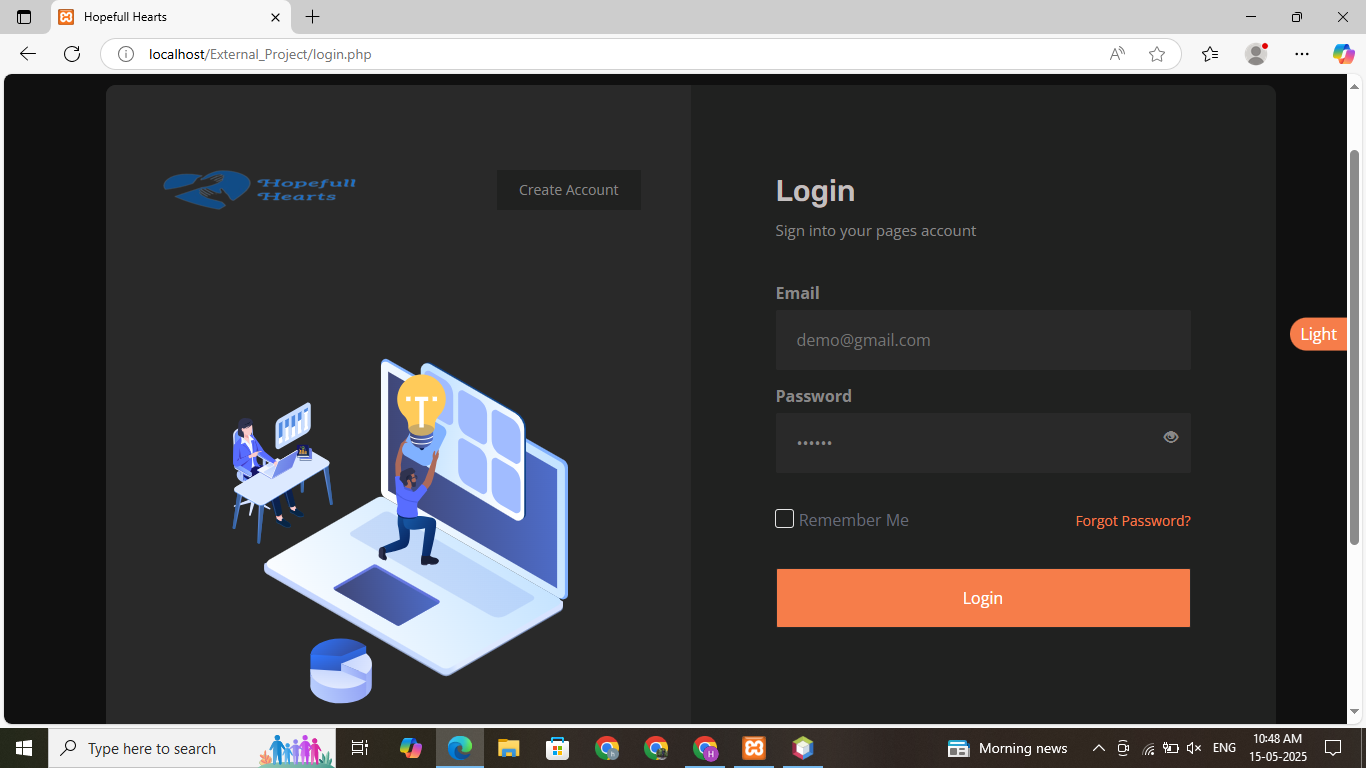 Hopefull Hearts
localhost/External_Project/login.php
Hopefull
Hearts
Create Account
Login
Sign into your pages account
Email
demo@gmail.com
Password
••••••
Remember Me
Forgot Password?
Login
Light
T
Type here to search
H
Morning news
ENG
10:48 AM
15-05-2025